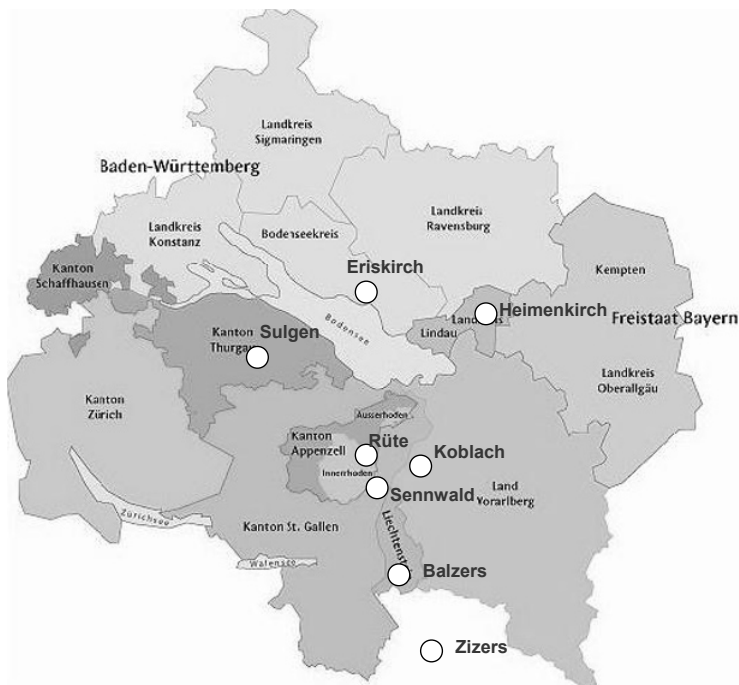 Landkreis
Sigmaringen
Baden-Württemberg
Landkreis
Konstanz
Bodenseekreis
Landkreis
Ravensburg
Kanton
Schaffhausen
Eriskirch
Kempten
Heimenkirch
Freistaat Bayern
Lindau
Kanton
Thurgau
Sulgen
Bodensee
Landkreis
Oberallgäu
Kanton
Zürich
Ausserrhoden
Kanton
Appenzell
Rüte
Koblach
Innerrhoden
Sennwald
Land
Vorarlberg
Zürichsee
Kanton St. Gallen
Liechtenstein
Walensee
Balzers
Zizers